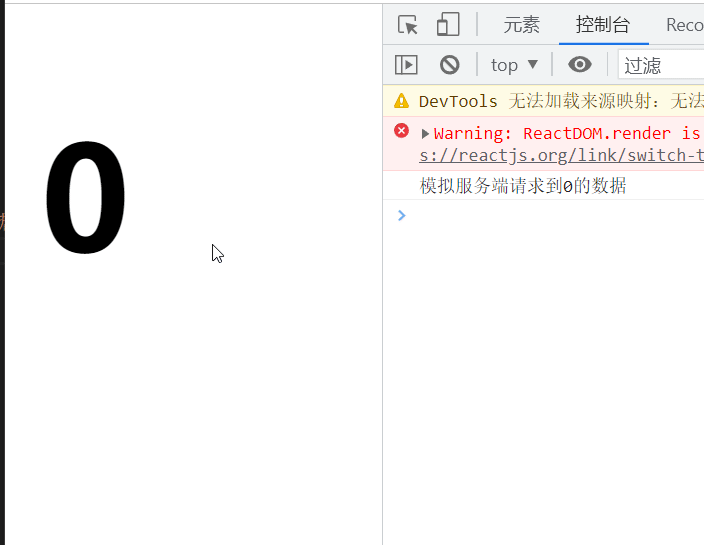 0
元素 控制台 Reco
top 过滤
DevTools 无法加载来源映射：无法
Warning: ReactDOM.render is
s://reactjs.org/link/switch-t
模拟服务端请求到0的数据